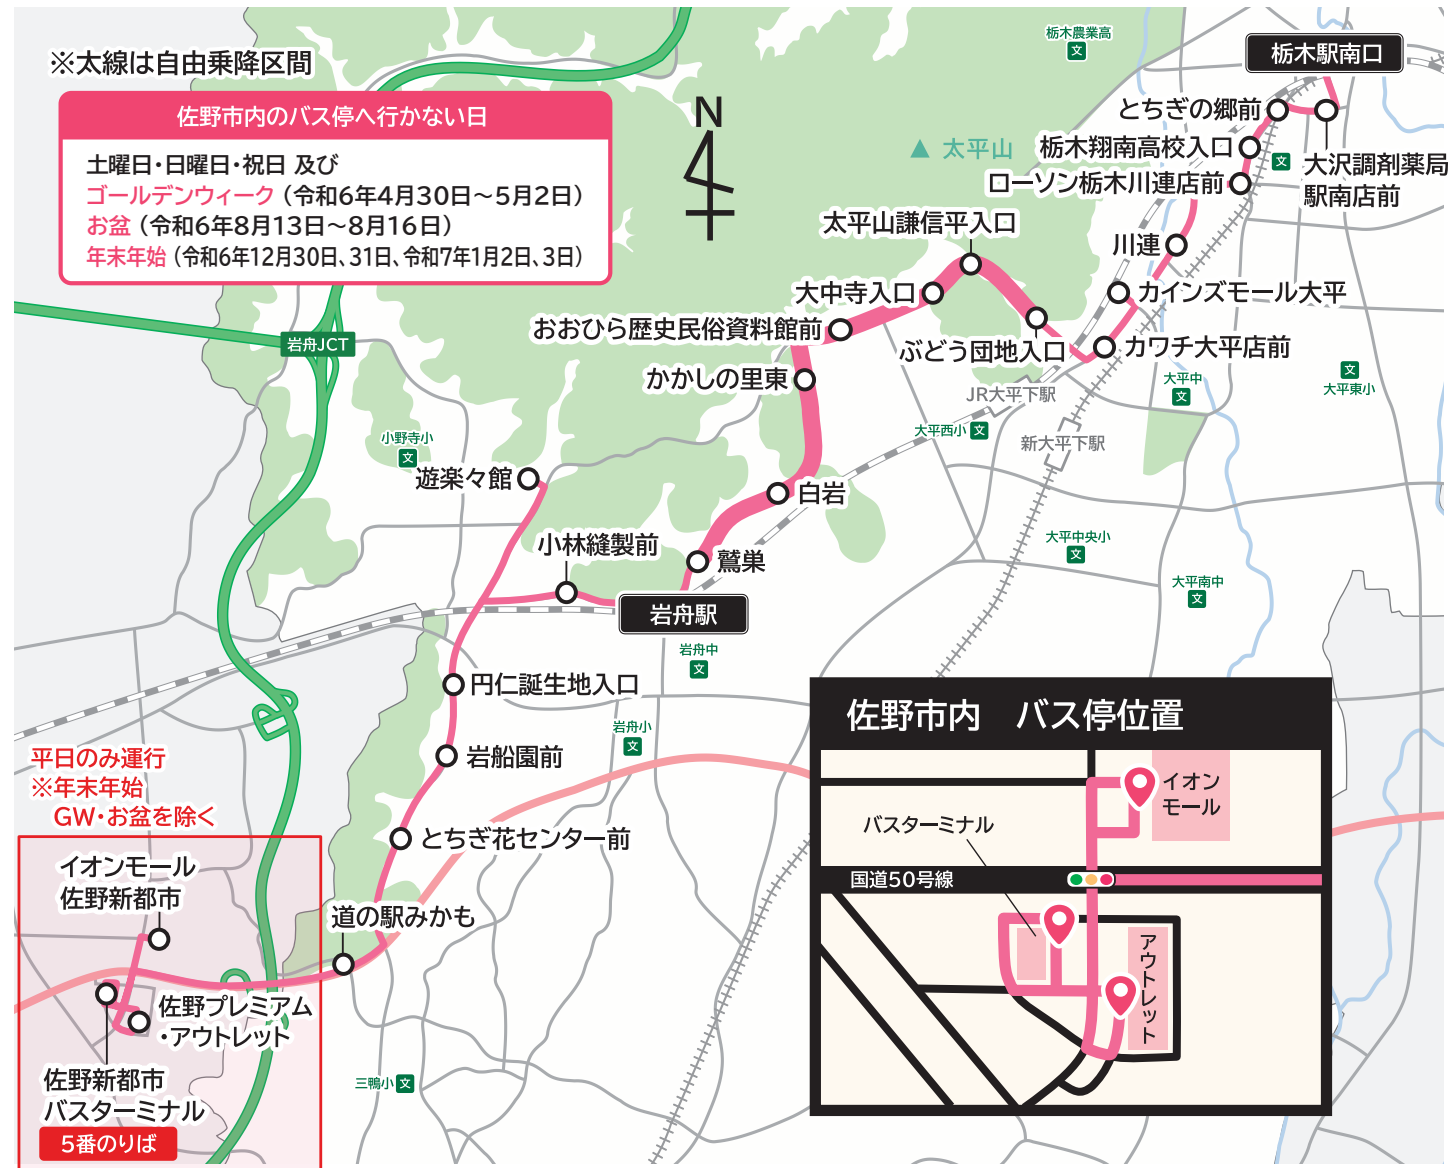 ※太線は自由乗降区間
佐野市内のバス停へ行かない日
土曜日・日曜日・祝日 及び
ゴールデンウィーク（令和6年4月30日～5月2日）
お盆（令和6年8月13日～8月16日）
年末年始（令和6年12月30日、31日、令和7年1月2日、3日）
N
栃木農業高
文
栃木駅南口
とちぎの郷前
太平山
栃木翔南高校入口
文
大沢調剤薬局
駅南店前
ローソン栃木川連店前
太平山謙信平入口
川連
大中寺入口
カインズモール大平
おおひら歴史民俗資料館前
岩舟JCT
ぶどう団地入口
カワチ大平店前
かかしの里東
JR大平下駅
大平中
文
文
大平東小
小野寺小
文
大平西小
文
新大平下駅
遊楽々館
白岩
小林縫製前
大平中央小
文
鷲巣
大平南中
文
岩舟駅
岩舟中
文
円仁誕生地入口
岩舟小
文
岩船園前
平日のみ運行
※年末年始
GW・お盆を除く
とちぎ花センター前
イオンモール
佐野新都市
道の駅みかも
佐野プレミアム
・アウトレット
佐野新都市
バスターミナル
5番のりば
三鴨小
文
佐野市内　バス停位置
イオン
モール
バスターミナル
国道50号線
アウトレット